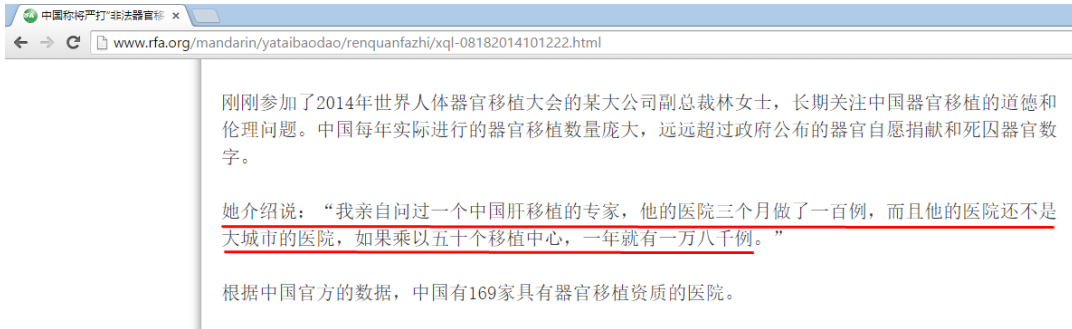 中国称将严打“非法器官移
www.rfa.org/mandarin/yataibaodao/renquanfazhi/xql-08182014101222.html
刚刚参加了2014年世界人体器官移植大会的某大公司副总裁林女士，长期关注中国器官移植的道德和
伦理问题。中国每年实际进行的器官移植数量庞大，远远超过政府公布的器官自愿捐献和死囚器官数
字。
她介绍说：“我亲自问过一个中国肝移植的专家，他的医院三个月做了一百例，而且他的医院还不是
大城市的医院，如果乘以五十个移植中心，一年就有一万八千例。”
根据中国官方的数据，中国有169家具有器官移植资质的医院。